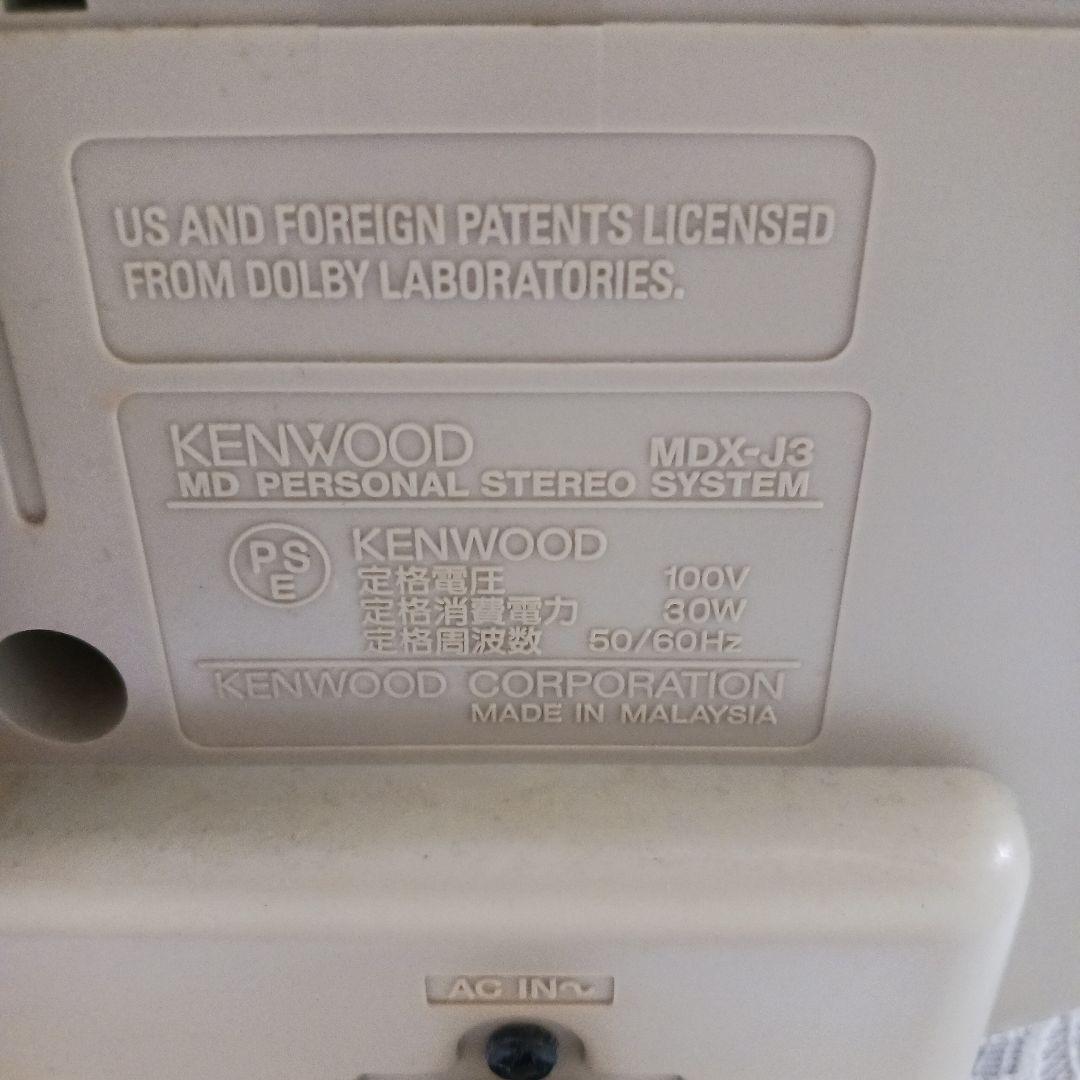 US AND FOREIGN PATENTS LICENSED
FROM DOLBY LABORATORIES.
KENWOOD MDX-J3
MD PERSONAL STEREO SYSTEM
PSE KENWOOD
定格電圧 100V
定格消費電力 30W
定格周波数 50/60Hz
KENWOOD CORPORATION
MADE IN MALAYSIA
AC IN~